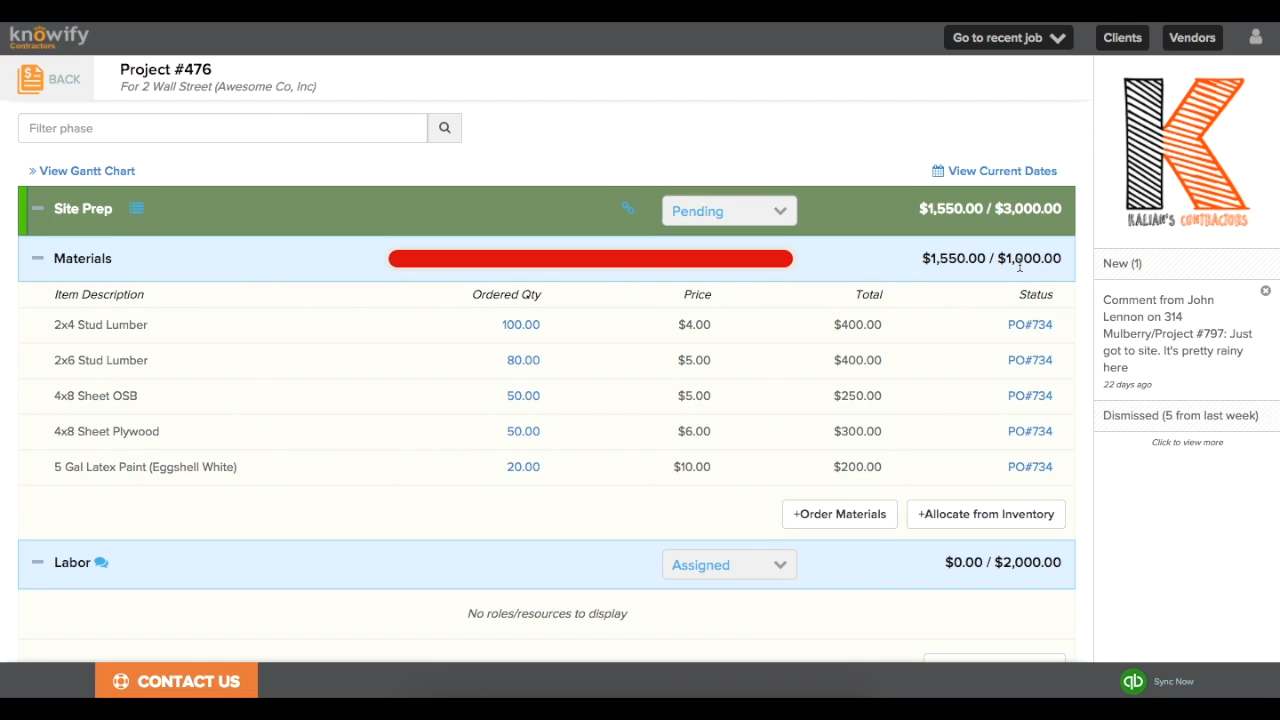 knowify
Contractors
Go to recent job
Clients
Vendors
BACK
Project #476
For 2 Wall Street (Awesome Co, Inc)
Filter phase
» View Gantt Chart
View Current Dates
Site Prep
Pending
$1,550.00 / $3,000.00
Materials
$1,550.00 / $1,000.00
Item Description Ordered Qty Price Total Status
2x4 Stud Lumber 100.00 $4.00 $400.00 PO#734
2x6 Stud Lumber 80.00 $5.00 $400.00 PO#734
4x8 Sheet OSB 50.00 $5.00 $250.00 PO#734
4x8 Sheet Plywood 50.00 $6.00 $300.00 PO#734
5 Gal Latex Paint (Eggshell White) 20.00 $10.00 $200.00 PO#734
+Order Materials
+Allocate from Inventory
Labor
Assigned
$0.00 / $2,000.00
No roles/resources to display
K
KALIAN'S CONTRACTORS
New (1)
Comment from John
Lennon on 314
Mulberry/Project #797: Just
got to site. It's pretty rainy
here
22 days ago
Dismissed (5 from last week)
Click to view more
CONTACT US
qb
Sync Now